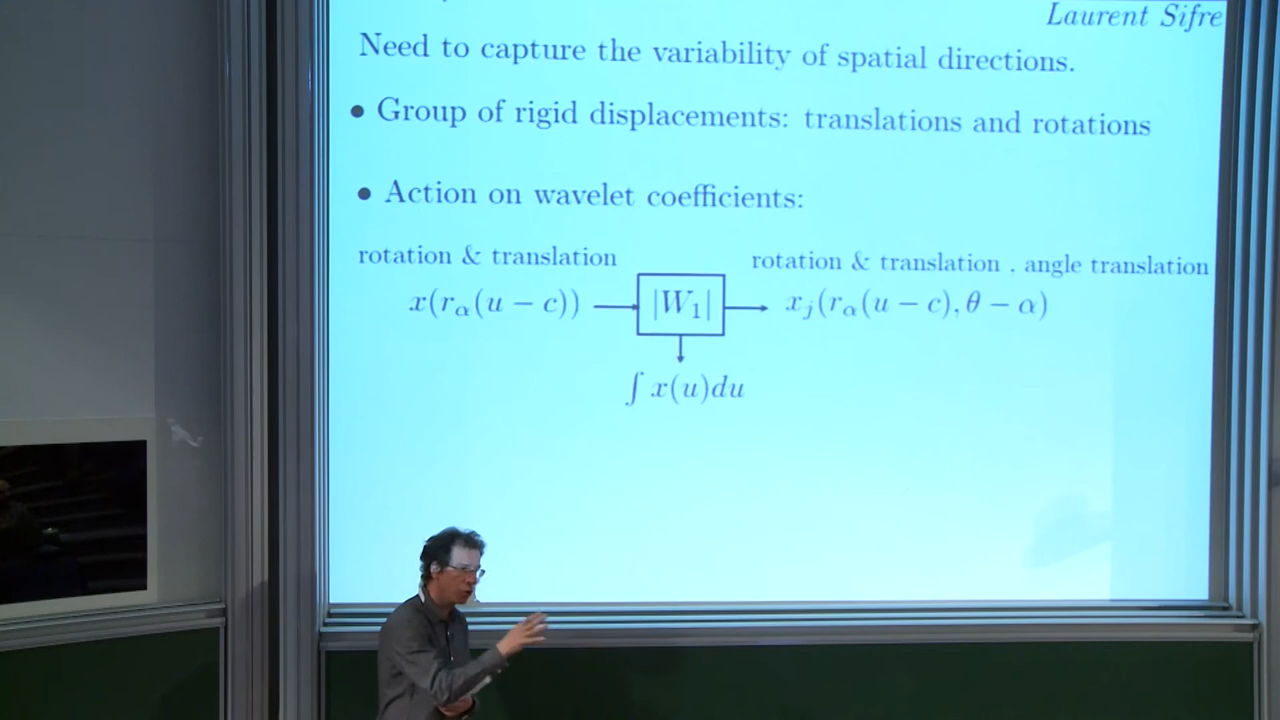 Laurent Sifre
Need to capture the variability of spatial directions.
• Group of rigid displacements: translations and rotations
• Action on wavelet coefficients:
rotation & translation
rotation & translation , angle translation
x(r_α(u − c)) → |W_1| → x_j(r_α(u − c), θ − α)
↓
∫ x(u)du